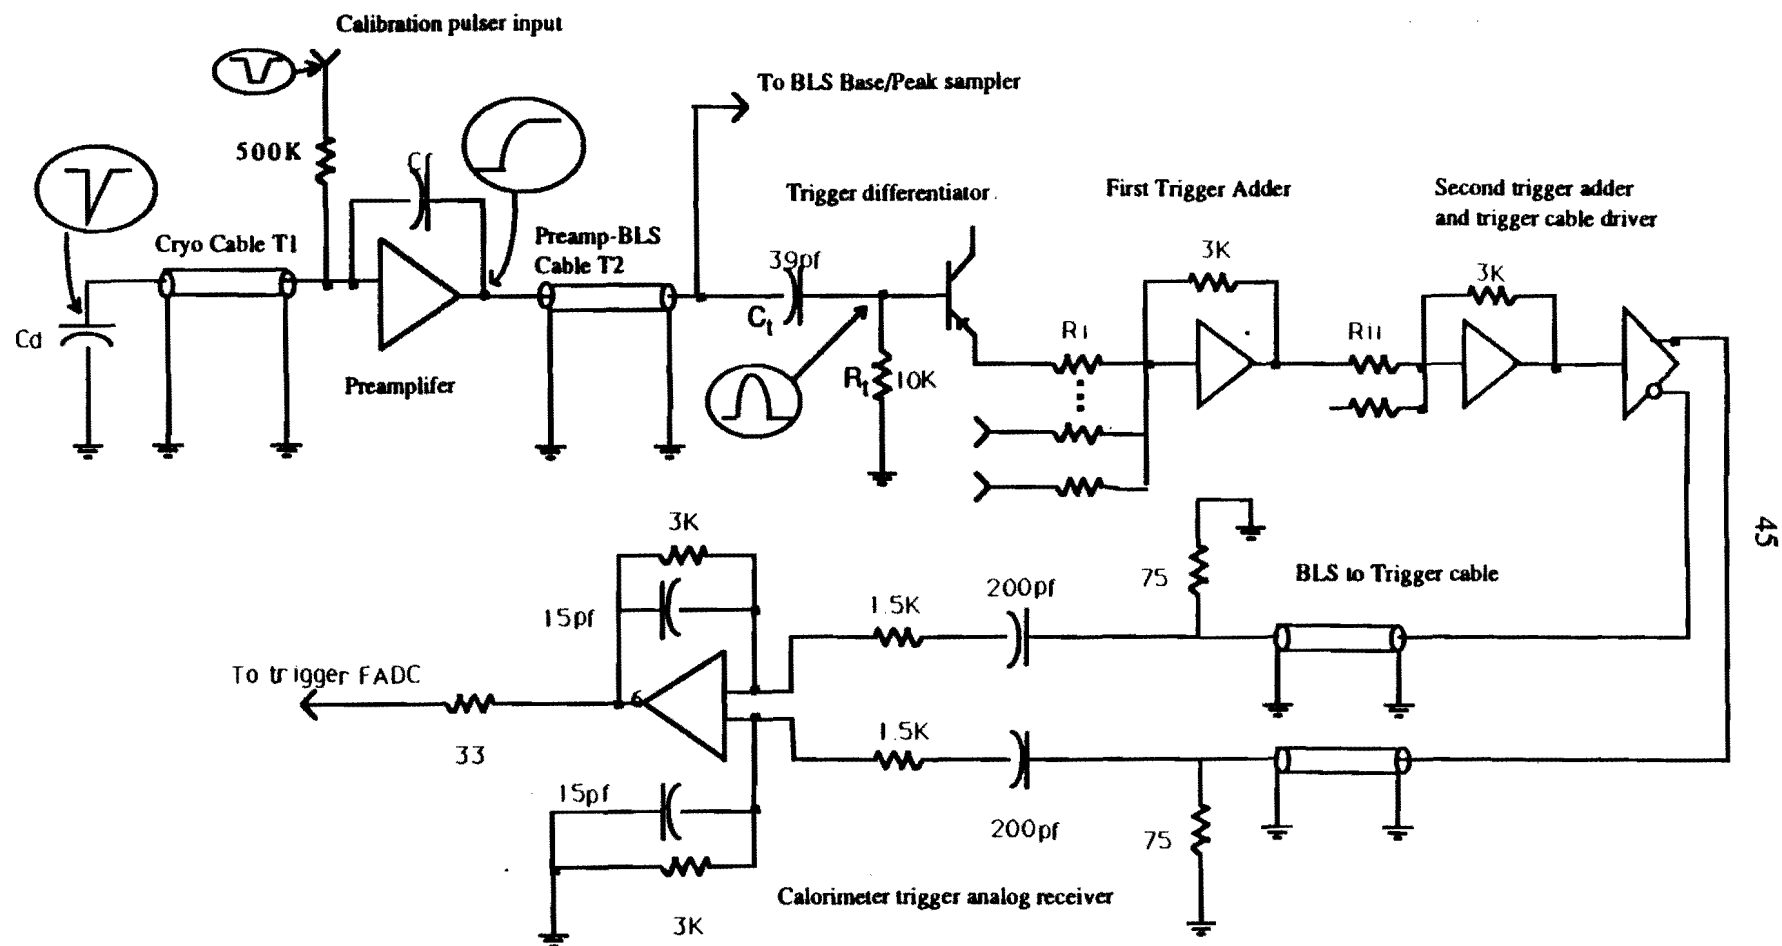 Calibration pulser input
To BLS Base/Peak sampler
500K
Cf
Trigger differentiator
First Trigger Adder
Second trigger adder
and trigger cable driver
Cryo Cable T1
Preamp-BLS
Cable T2
39pf
3K
3K
Cd
Ct
Ri
Rii
Preamplifer
Rt
10K
3K
45
15pf
1.5K
200pf
75
BLS to Trigger cable
To trigger FADC
6
33
1.5K
15pf
200pf
75
3K
Calorimeter trigger analog receiver